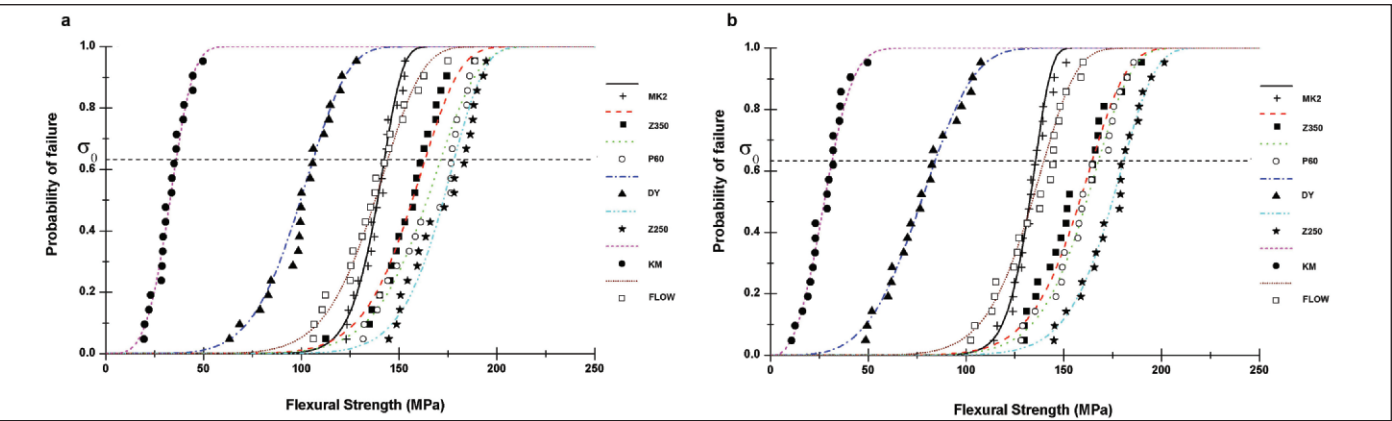 a
Probability of failure
1.0
0.8
σ0
0.6
0.4
0.2
0.0
0
50
100
150
200
250
Flexural Strength (MPa)
MK2
Z350
P60
DY
Z250
KM
FLOW
b
Probability of failure
1.0
0.8
σ0
0.6
0.4
0.2
0.0
0
50
100
150
200
250
Flexural Strength (MPa)
MK2
Z350
P60
DY
Z250
KM
FLOW